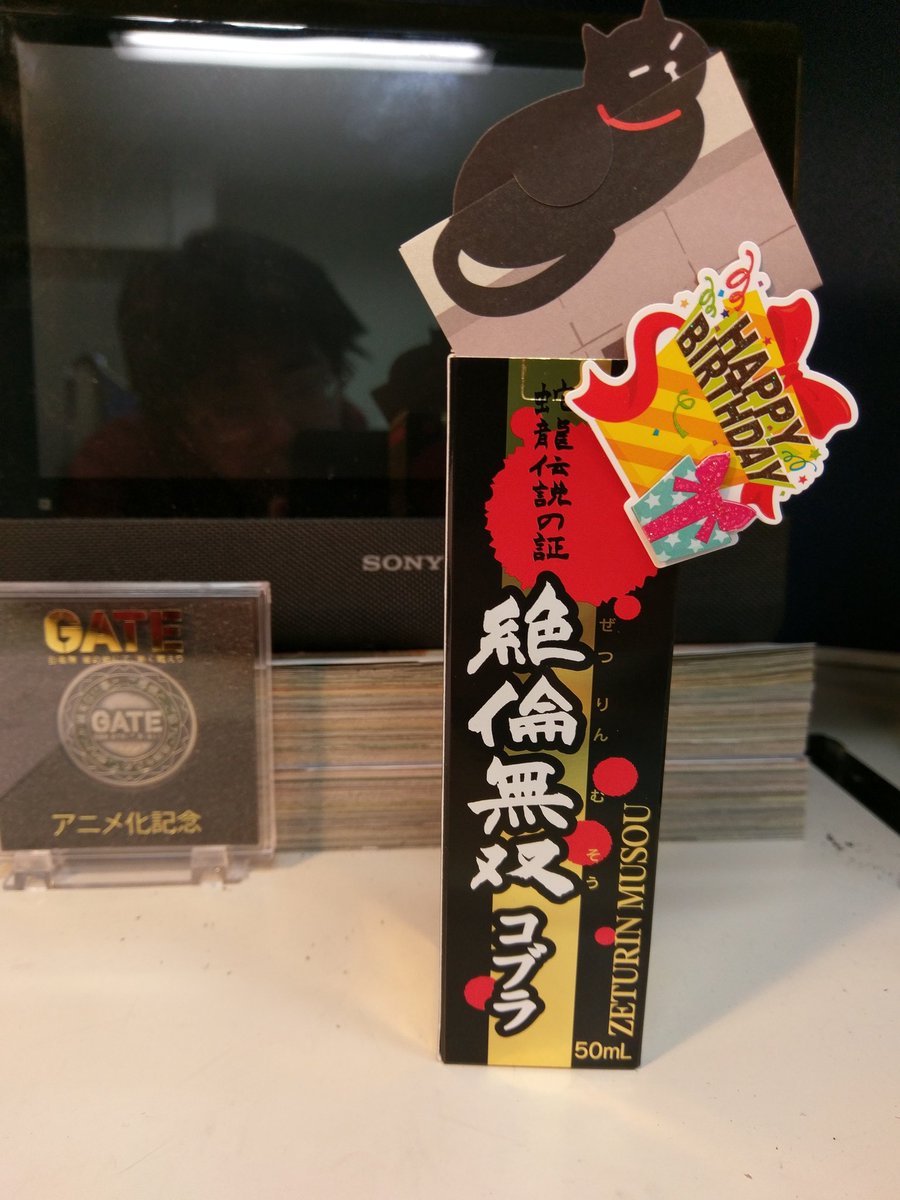 HAPPY
BIRTHDAY
蛇龍伝説の証
絶倫無双
ぜつりんむそう
コブラ
ZETURIN MUSOU
50mL
SONY
GATE
GATE
アニメ化記念